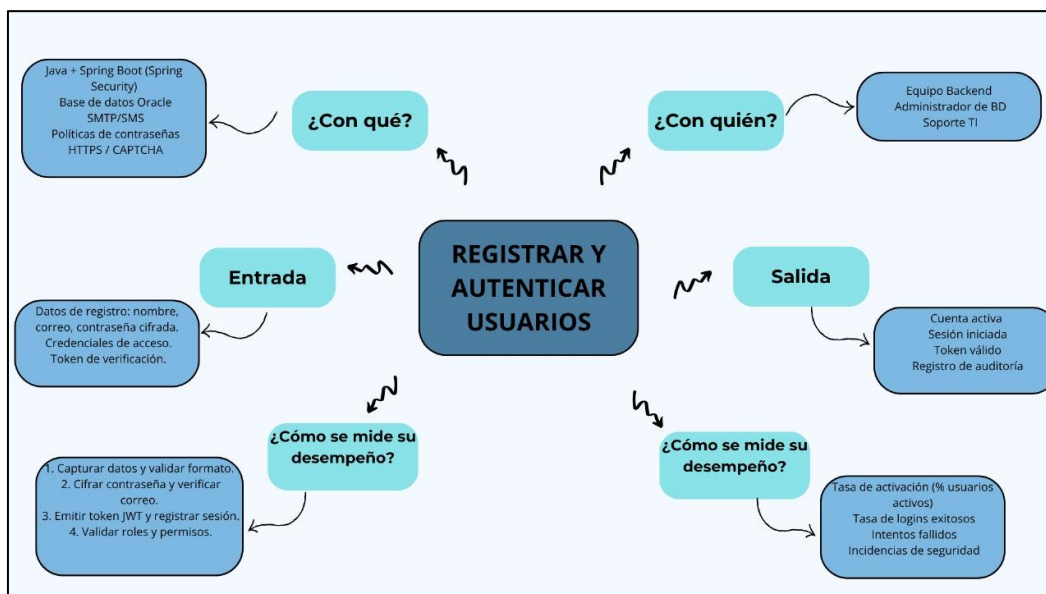 Java + Spring Boot (Spring
Security)
Base de datos Oracle
SMTP/SMS
Políticas de contraseñas
HTTPS / CAPTCHA
¿Con qué?
¿Con quién?
Equipo Backend
Administrador de BD
Soporte TI
REGISTRAR Y
AUTENTICAR
USUARIOS
Entrada
Datos de registro: nombre,
correo, contraseña cifrada.
Credenciales de acceso.
Token de verificación.
Salida
Cuenta activa
Sesión iniciada
Token válido
Registro de auditoría
¿Cómo se mide su
desempeño?
1. Capturar datos y validar formato.
2. Cifrar contraseña y verificar
correo.
3. Emitir token JWT y registrar sesión.
4. Validar roles y permisos.
¿Cómo se mide su
desempeño?
Tasa de activación (% usuarios
activos)
Tasa de logins exitosos
Intentos fallidos
Incidencias de seguridad